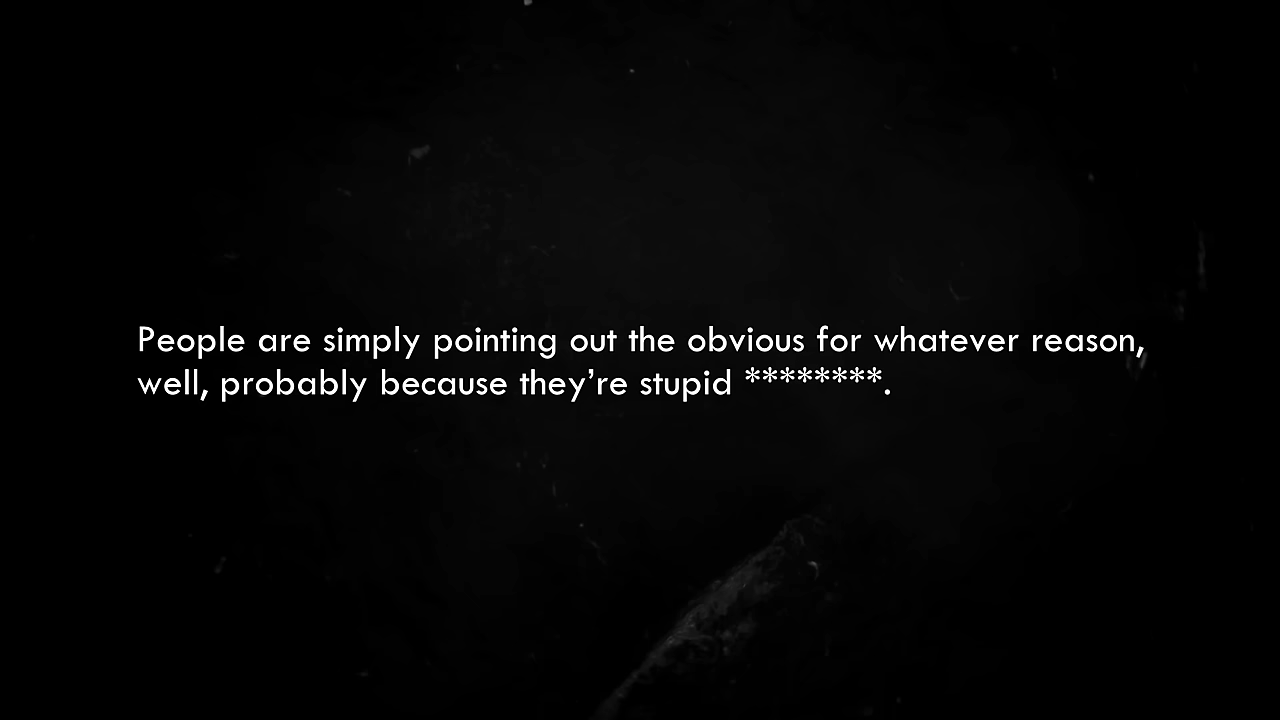 People are simply pointing out the obvious for whatever reason,
well, probably because they’re stupid ********.